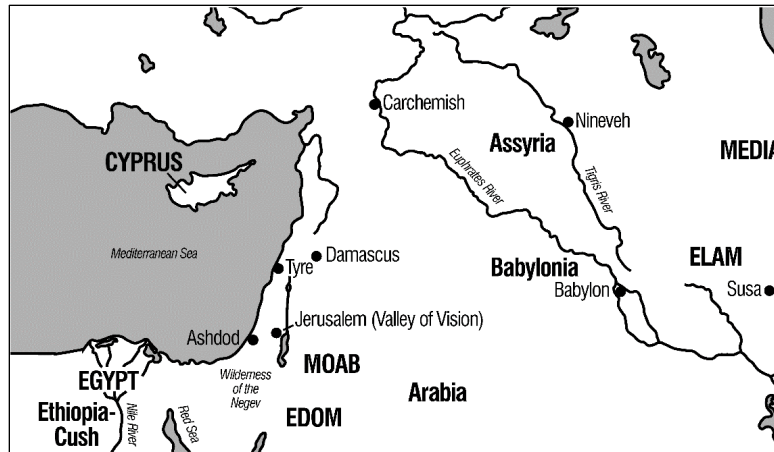 Carchemish
Nineveh
Assyria
MEDIA
CYPRUS
Euphrates River
Tigris River
Mediterranean Sea
Damascus
Tyre
Babylonia
ELAM
Babylon
Susa
Jerusalem (Valley of Vision)
Ashdod
MOAB
Wilderness
of the
Negev
EGYPT
Arabia
Ethiopia-
Cush
Nile River
Red Sea
EDOM